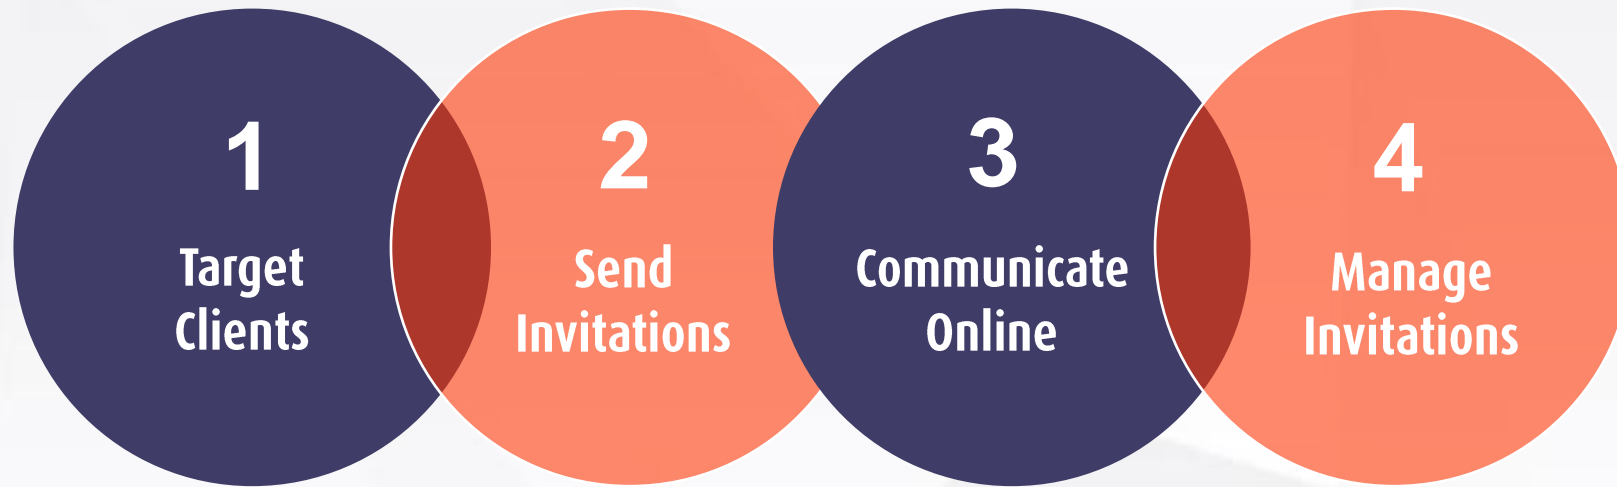 1
Target
Clients
2
Send
Invitations
3
Communicate
Online
4
Manage
Invitations